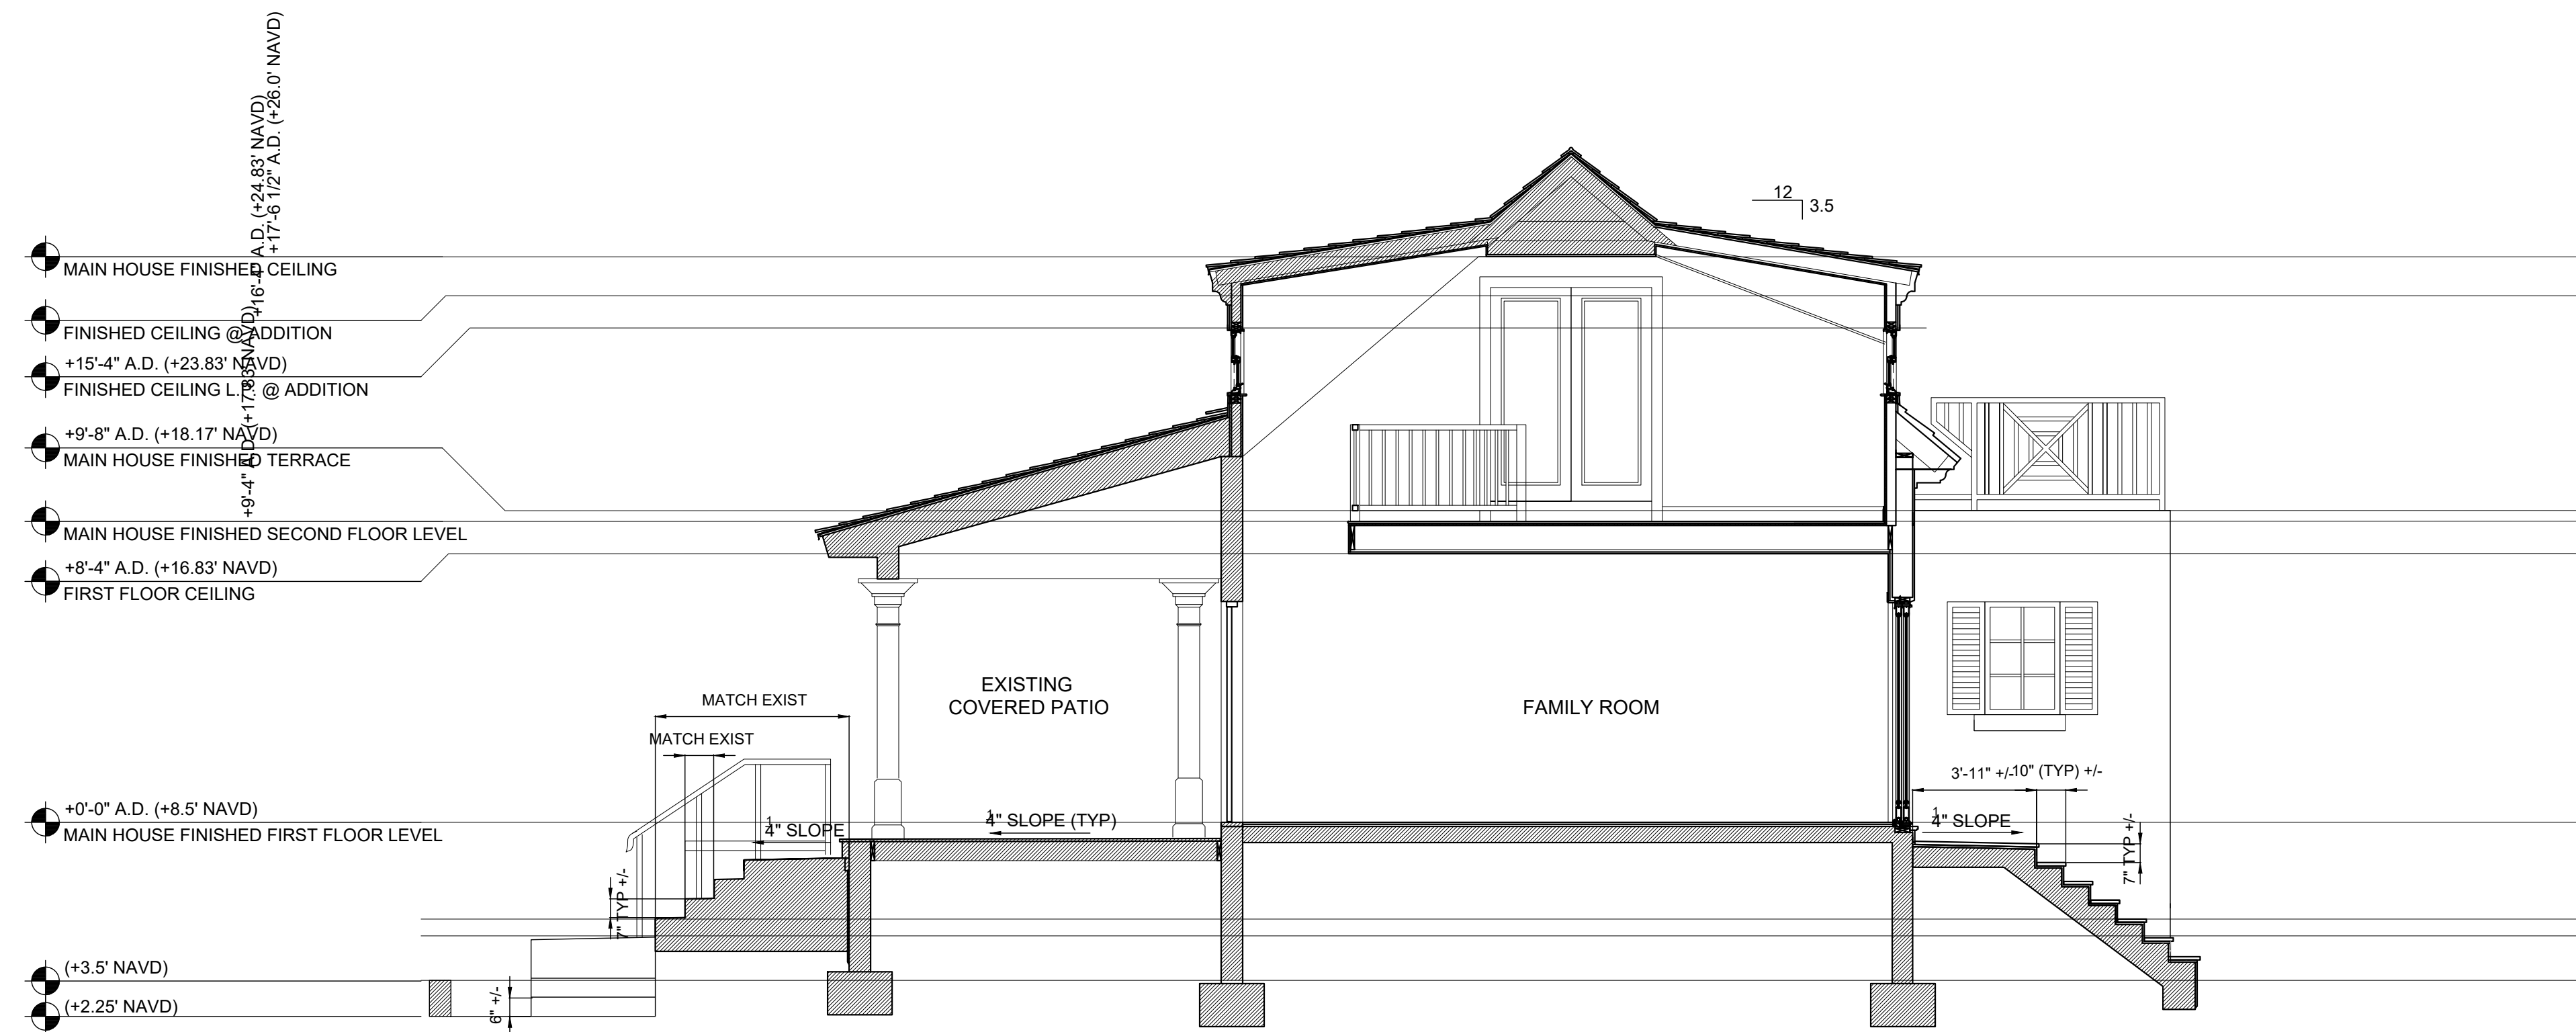 +17'-6 1/2" A.D. (+26.0' NAVD)
MAIN HOUSE FINISHED CEILING
+16'-4" A.D. (+24.83' NAVD)
FINISHED CEILING @ ADDITION
+15'-4" A.D. (+23.83' NAVD)
FINISHED CEILING L.P. @ ADDITION
+9'-8" A.D. (+18.17' NAVD)
MAIN HOUSE FINISHED TERRACE
+9'-4" A.D. (+17.83' NAVD)
MAIN HOUSE FINISHED SECOND FLOOR LEVEL
+8'-4" A.D. (+16.83' NAVD)
FIRST FLOOR CEILING
+0'-0" A.D. (+8.5' NAVD)
MAIN HOUSE FINISHED FIRST FLOOR LEVEL
(+3.5' NAVD)
(+2.25' NAVD)
12
3.5
EXISTING
COVERED PATIO
FAMILY ROOM
MATCH EXIST
MATCH EXIST
1
4" SLOPE
1
4" SLOPE (TYP)
3'-11" +/-
10" (TYP) +/-
1
4" SLOPE
7" TYP +/-
7" TYP +/-
6" +/-